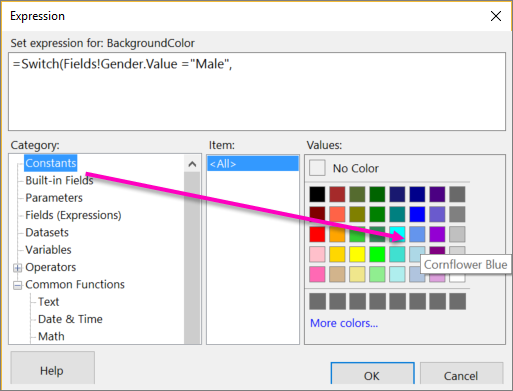 Expression
Set expression for: BackgroundColor
=Switch(Fields!Gender.Value ="Male",
Category:
Item:
Values:
Constants
Built-in Fields
Parameters
Fields (Expressions)
Datasets
Variables
Operators
Common Functions
Text
Date & Time
Math
<All>
No Color
Cornflower Blue
More colors...
Help
OK
Cancel